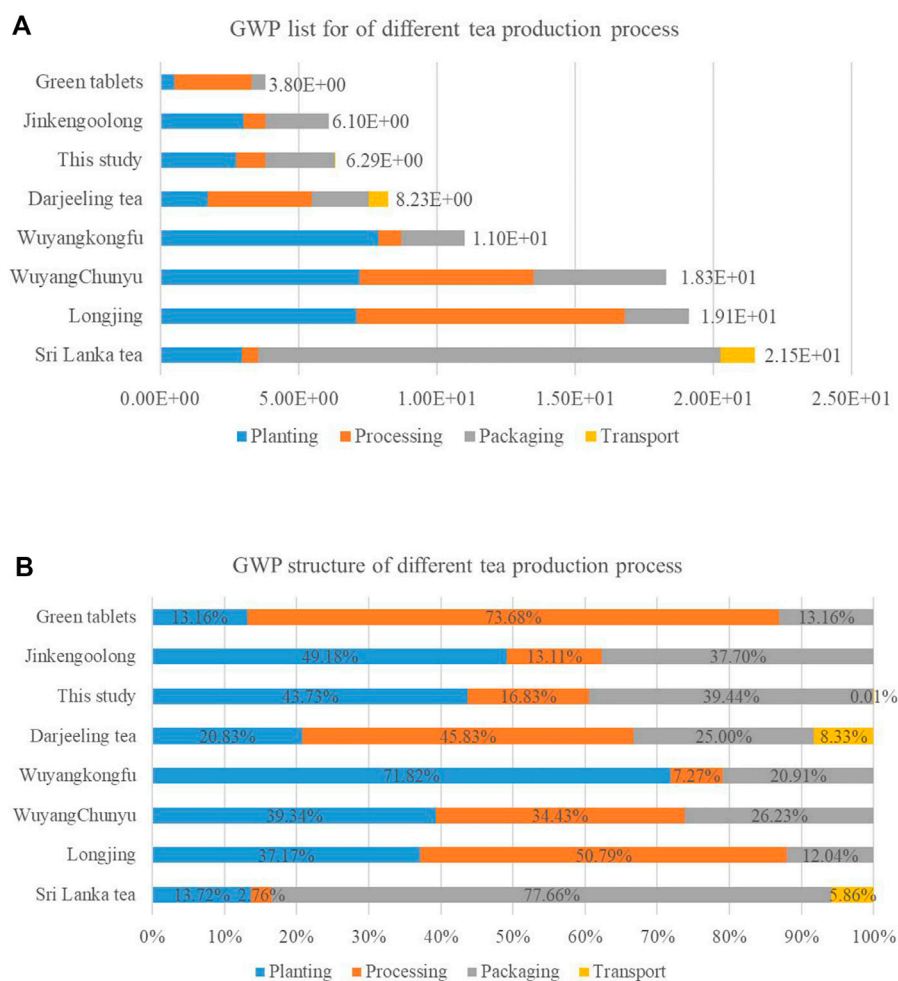 A
GWP list for of different tea production process
Green tablets 3.80E+00
Jinkengoolong 6.10E+00
This study 6.29E+00
Darjeeling tea 8.23E+00
Wuyangkongfu 1.10E+01
WuyangChunyu 1.83E+01
Longjing 1.91E+01
Sri Lanka tea 2.15E+01
0.00E+00 5.00E+00 1.00E+01 1.50E+01 2.00E+01 2.50E+01
Planting Processing Packaging Transport
B
GWP structure of different tea production process
Green tablets 13.16% 73.68% 13.16%
Jinkengoolong 49.18% 13.11% 37.70%
This study 43.73% 16.83% 39.44% 0.01%
Darjeeling tea 20.83% 45.83% 25.00% 8.33%
Wuyangkongfu 71.82% 7.27% 20.91%
WuyangChunyu 39.34% 34.43% 26.23%
Longjing 37.17% 50.79% 12.04%
Sri Lanka tea 13.72% 2.76% 77.66% 5.86%
0% 10% 20% 30% 40% 50% 60% 70% 80% 90% 100%
Planting Processing Packaging Transport